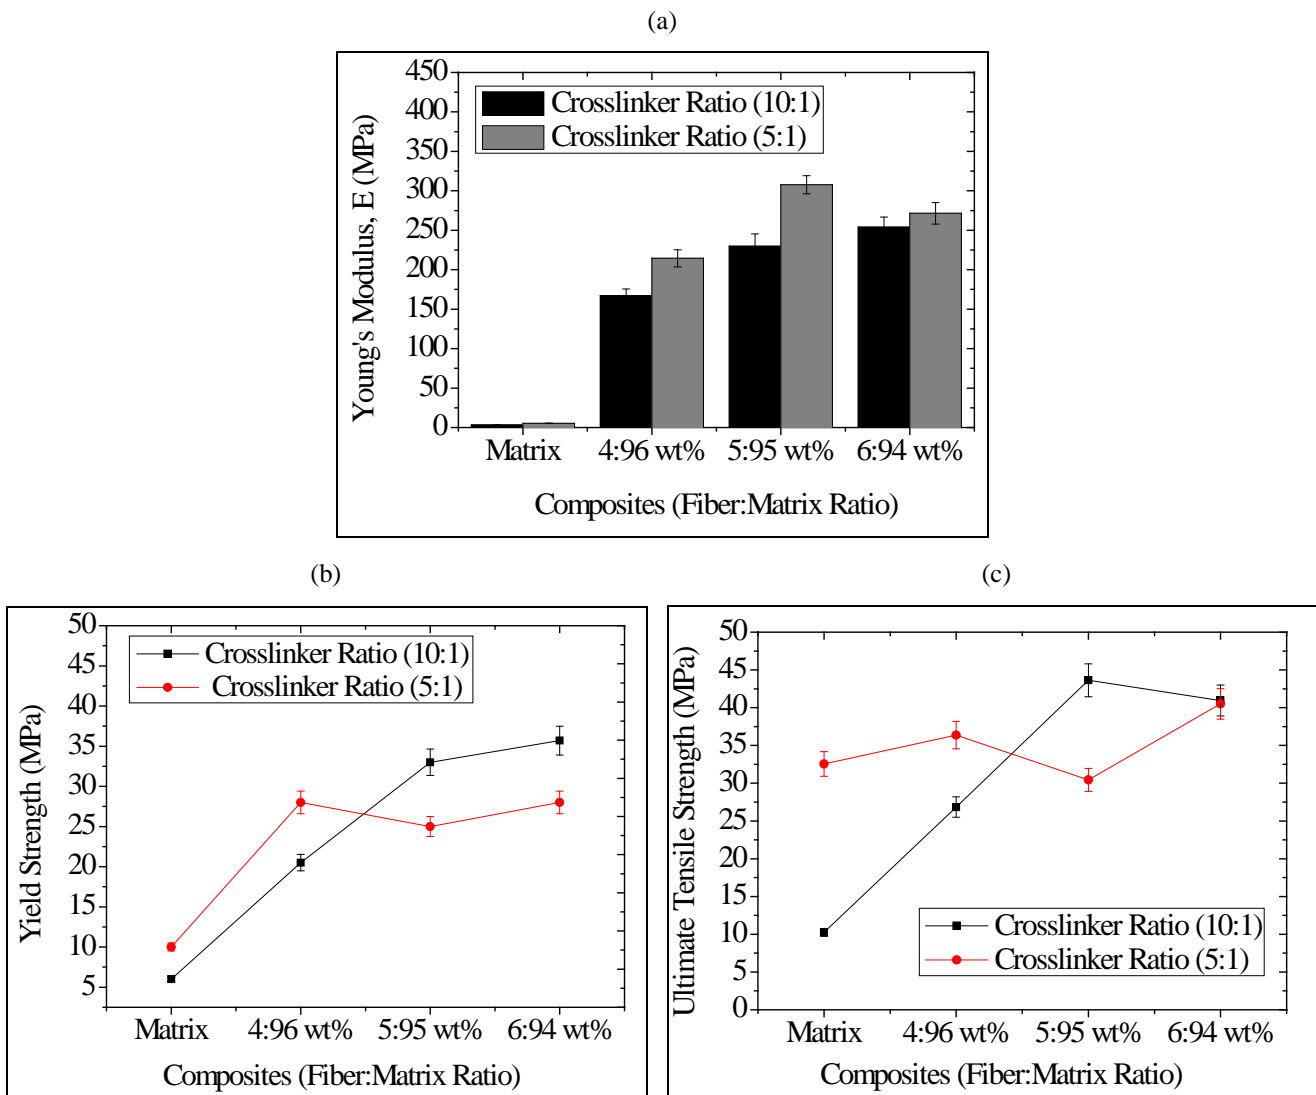 (a)
450
400
350
300
250
200
150
100
50
0
Young's Modulus, E (MPa)
Crosslinker Ratio (10:1)
Crosslinker Ratio (5:1)
Matrix 4:96 wt% 5:95 wt% 6:94 wt%
Composites (Fiber:Matrix Ratio)
(b)
50
45
40
35
30
25
20
15
10
5
Yield Strength (MPa)
Crosslinker Ratio (10:1)
Crosslinker Ratio (5:1)
Matrix 4:96 wt% 5:95 wt% 6:94 wt%
Composites (Fiber:Matrix Ratio)
(c)
50
45
40
35
30
25
20
15
10
5
0
Ultimate Tensile Strength (MPa)
Crosslinker Ratio (10:1)
Crosslinker Ratio (5:1)
Matrix 4:96 wt% 5:95 wt% 6:94 wt%
Composites (Fiber:Matrix Ratio)